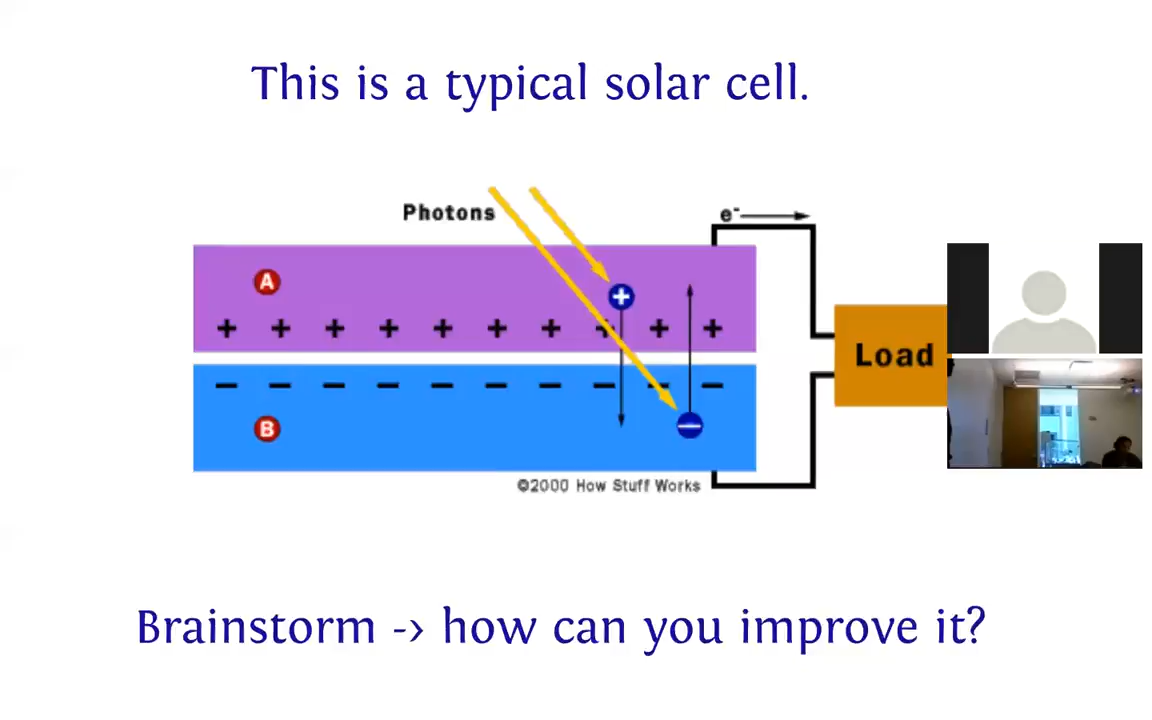 This is a typical solar cell.
Photons
e⁻
A
+ + + + + + + + + +
+
Load
− − − − − − − − − −
B
−
©2000 How Stuff Works
Brainstorm -> how can you improve it?